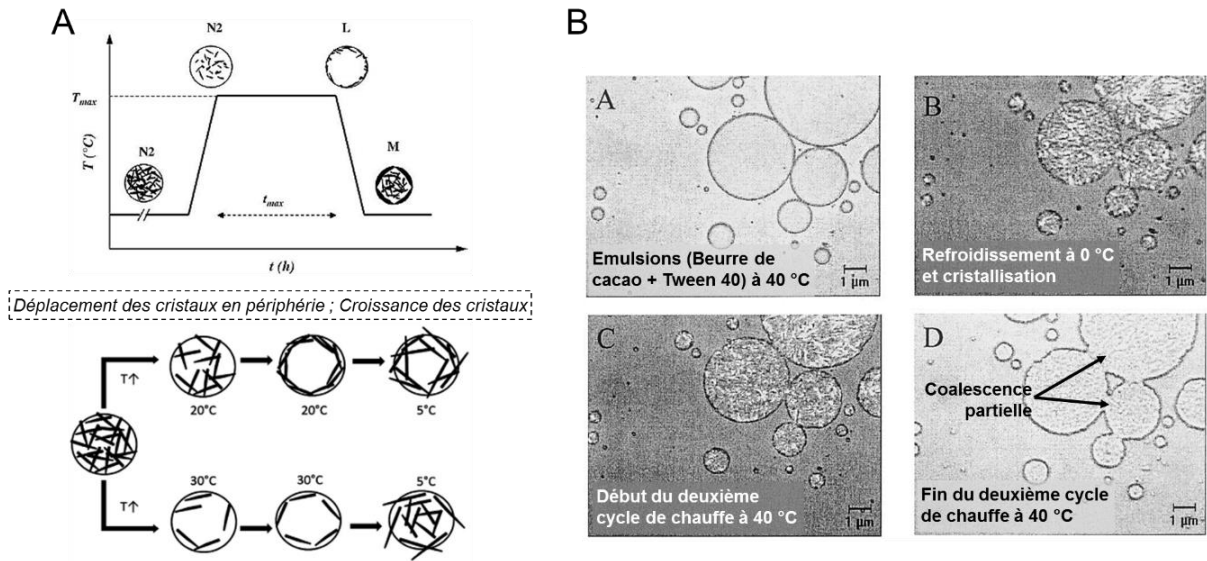 A
N2
L
Tmax
T (°C)
N2
M
tmax
t (h)
Déplacement des cristaux en périphérie ; Croissance des cristaux
T↑
20°C
20°C
5°C
T↑
30°C
30°C
5°C
B
A
Emulsions (Beurre de
cacao + Tween 40) à 40 °C
1 μm
B
Refroidissement à 0 °C
et cristallisation
1 μm
C
Début du deuxième
cycle de chauffe à 40 °C
1 μm
D
Coalescence
partielle
Fin du deuxième cycle
de chauffe à 40 °C
1 μm